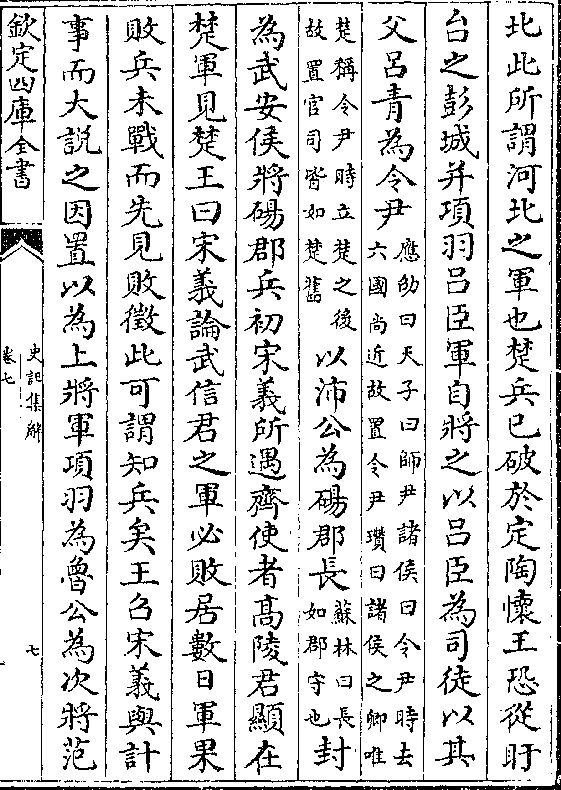 北此所謂河北之軍也楚兵已破於定陶懷王恐從盱
台之彭城并項羽吕臣軍自將之以吕臣為司徒以其
父吕青為令尹
應劭曰天子曰師尹諸侯曰令尹時去
六國尚近故置令尹瓚曰諸侯之卿唯
楚稱令尹時立楚之後
故置官司皆如楚舊
以沛公為碭郡長
蘇林曰長
如郡守也
封
為武安侯將碭郡兵初宋義所遇齊使者髙陵君顯在
楚軍見楚王曰宋義論武信君之軍必敗居數日軍果
敗兵未戰而先見敗徵此可謂知兵矣王召宋義與計
事而大説之因置以為上將軍項羽為魯公為次將范
欽定四庫全書
史記集解
卷七
七